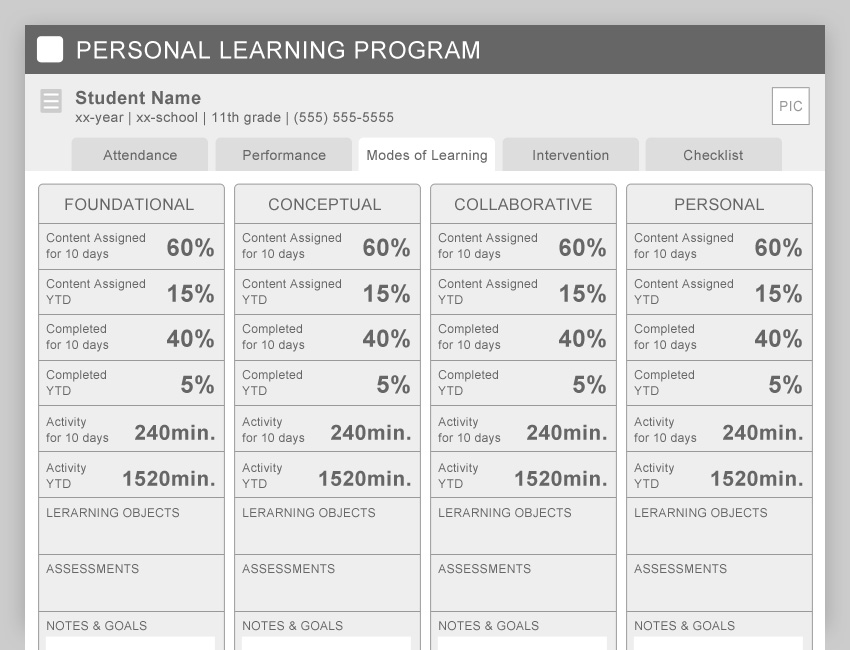 PERSONAL LEARNING PROGRAM
Student Name
xx-year | xx-school | 11th grade | (555) 555-5555
PIC
Attendance
Performance
Modes of Learning
Intervention
Checklist
FOUNDATIONAL
Content Assigned
for 10 days
60%
Content Assigned
YTD
15%
Completed
for 10 days
40%
Completed
YTD
5%
Activity
for 10 days
240min.
Activity
YTD
1520min.
LERARNING OBJECTS
ASSESSMENTS
NOTES & GOALS
CONCEPTUAL
Content Assigned
for 10 days
60%
Content Assigned
YTD
15%
Completed
for 10 days
40%
Completed
YTD
5%
Activity
for 10 days
240min.
Activity
YTD
1520min.
LERARNING OBJECTS
ASSESSMENTS
NOTES & GOALS
COLLABORATIVE
Content Assigned
for 10 days
60%
Content Assigned
YTD
15%
Completed
for 10 days
40%
Completed
YTD
5%
Activity
for 10 days
240min.
Activity
YTD
1520min.
LERARNING OBJECTS
ASSESSMENTS
NOTES & GOALS
PERSONAL
Content Assigned
for 10 days
60%
Content Assigned
YTD
15%
Completed
for 10 days
40%
Completed
YTD
5%
Activity
for 10 days
240min.
Activity
YTD
1520min.
LERARNING OBJECTS
ASSESSMENTS
NOTES & GOALS